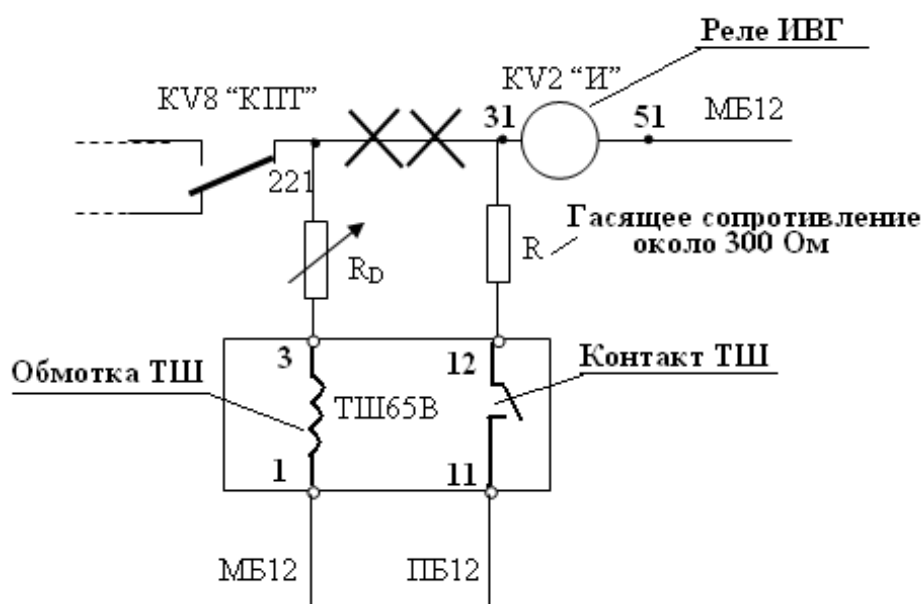 Реле ИВГ
KV2 “И”
KV8 “КПТ”
31
51
МБ12
221
Гасящее сопротивление
около 300 Ом
R
RD
3
12
Контакт ТШ
Обмотка ТШ
ТШ65В
1
11
МБ12
ПБ12